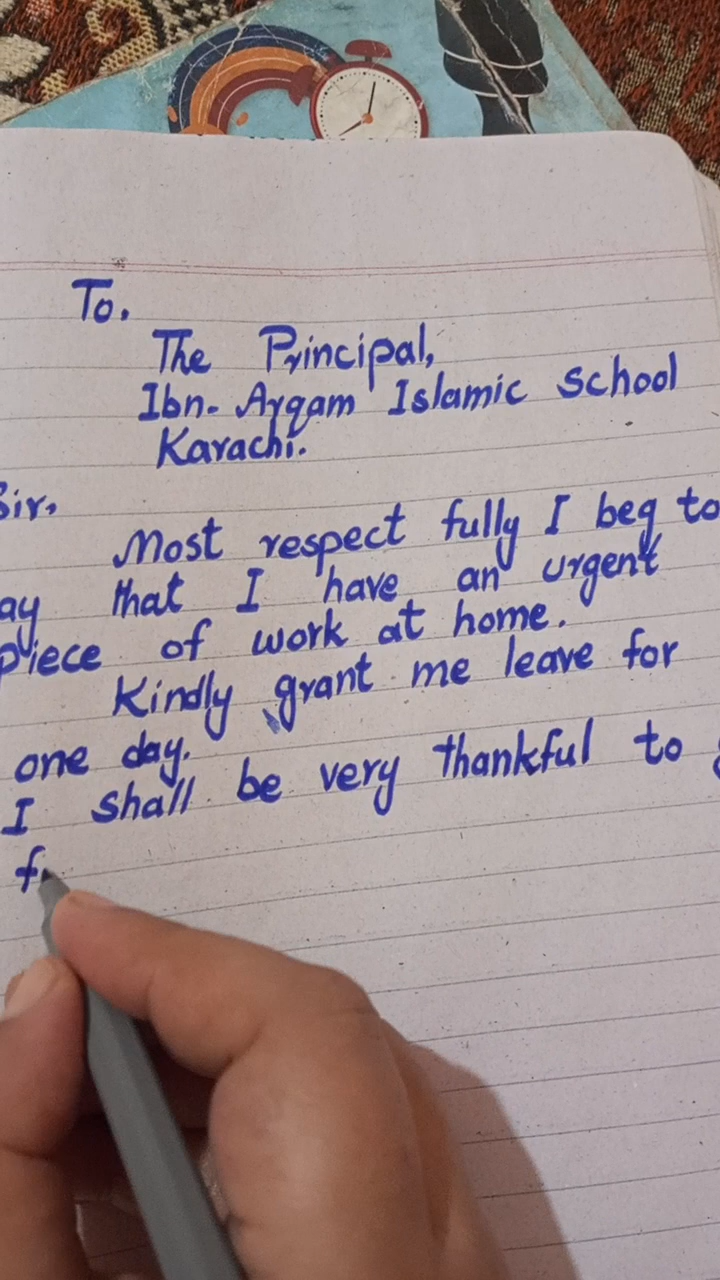 To.
The Principal,
Ibn- Arqam Islamic School
Karachi.
Sir,
Most respect fully I beg to
ay that I have an urgent
piece of work at home.
Kindly grant me leave for
one day.
I shall be very thankful to
f